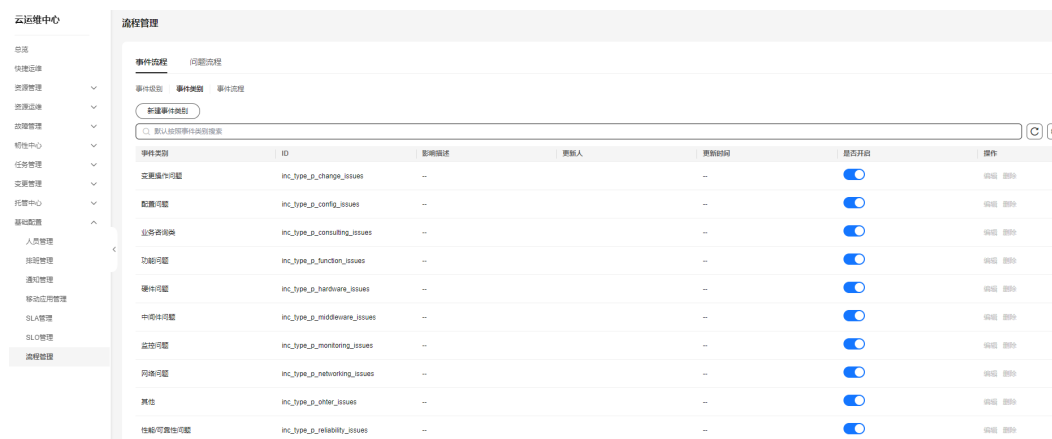 云运维中心
流程管理
总览
快捷运维
资源管理
资源运维
故障管理
韧性中心
任务管理
变更管理
托管中心
基础配置
人员管理
排班管理
通知管理
移动应用管理
SLA管理
SLO管理
流程管理
事件流程 问题流程
事件级别 事件类别 事件流程
新建事件类别
默认按照事件类别搜索
事件类别 ID 影响描述 更新人 更新时间 是否开启 操作
变更操作问题 inc_type_p_change_issues -- -- 编辑 删除
配置问题 inc_type_p_config_issues -- -- 编辑 删除
业务咨询类 inc_type_p_consulting_issues -- -- 编辑 删除
功能问题 inc_type_p_function_issues -- -- 编辑 删除
硬件问题 inc_type_p_hardware_issues -- -- 编辑 删除
中间件问题 inc_type_p_middleware_issues -- -- 编辑 删除
监控问题 inc_type_p_monitoring_issues -- -- 编辑 删除
网络问题 inc_type_p_networking_issues -- -- 编辑 删除
其他 inc_type_p_ohter_issues -- -- 编辑 删除
性能/可靠性问题 inc_type_p_reliability_issues -- -- 编辑 删除